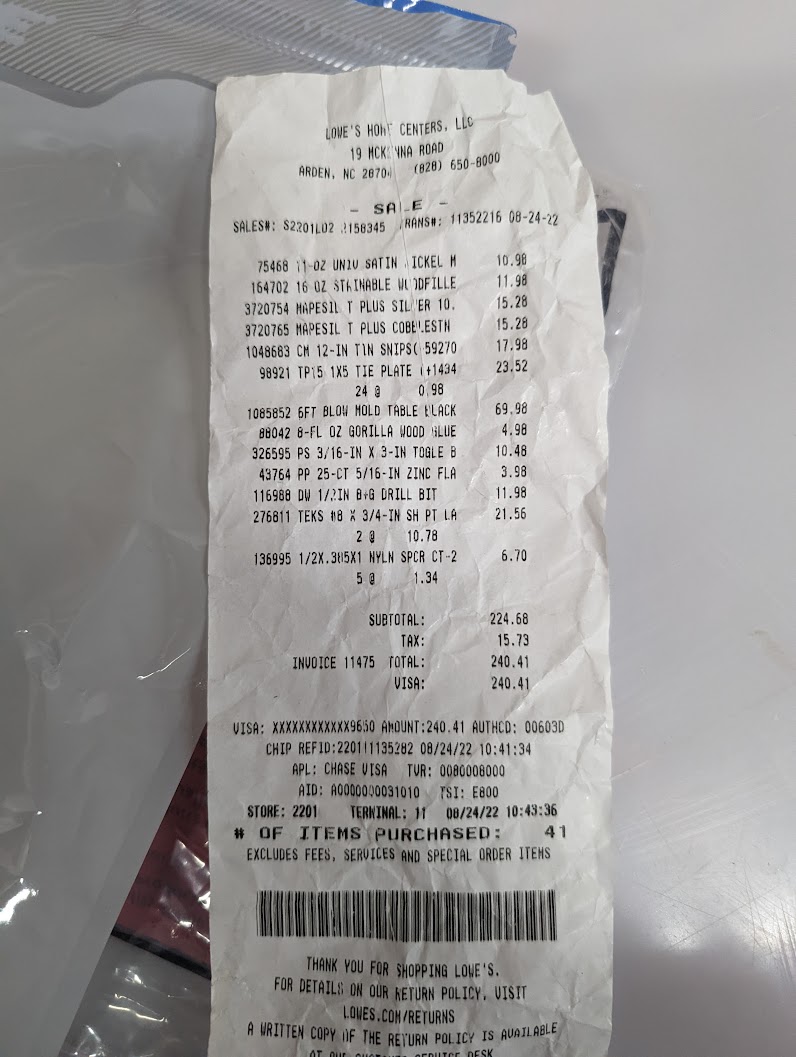 LOWE'S HOME CENTERS, LLC
19 MCKENNA ROAD
ARDEN, NC 28704 (828) 650-8000
- SALE -
SALES#: S2201L02 2158345 TRANS#: 11352216 08-24-22
75468 11-OZ UNIV SATIN NICKEL M 10.98
164702 16 OZ STAINABLE WOODFILLE 11.98
3720754 MAPESIL T PLUS SILVER 10. 15.28
3720765 MAPESIL T PLUS COBBLESTN 15.28
1048683 CM 12-IN TIN SNIPS( 59270 17.98
98921 TP15 1X5 TIE PLATE (+1434 23.52
24 @ 0.98
1085852 6FT BLOW MOLD TABLE BLACK 69.98
88042 8-FL OZ GORILLA WOOD GLUE 4.98
326595 PS 3/16-IN X 3-IN TOGLE B 10.48
43764 PP 25-CT 5/16-IN ZINC FLA 3.98
116988 DW 1/2IN B+G DRILL BIT 11.98
276811 TEKS #8 X 3/4-IN SH PT LA 21.56
2 @ 10.78
136995 1/2X.385X1 NYLN SPCR CT-2 6.70
5 @ 1.34
SUBTOTAL: 224.68
TAX: 15.73
INVOICE 11475 TOTAL: 240.41
VISA: 240.41
VISA: XXXXXXXXXXXX9650 AMOUNT:240.41 AUTHCD: 00603D
CHIP REFID:220111135282 08/24/22 10:41:34
APL: CHASE VISA TVR: 0080008000
AID: A0000000031010 TSI: E800
STORE: 2201 TERMINAL: 11 08/24/22 10:43:36
# OF ITEMS PURCHASED: 41
EXCLUDES FEES, SERVICES AND SPECIAL ORDER ITEMS
THANK YOU FOR SHOPPING LOWE'S.
FOR DETAILS ON OUR RETURN POLICY, VISIT
LOWES.COM/RETURNS
A WRITTEN COPY OF THE RETURN POLICY IS AVAILABLE
AT OUR CUSTOMER SERVICE DESK